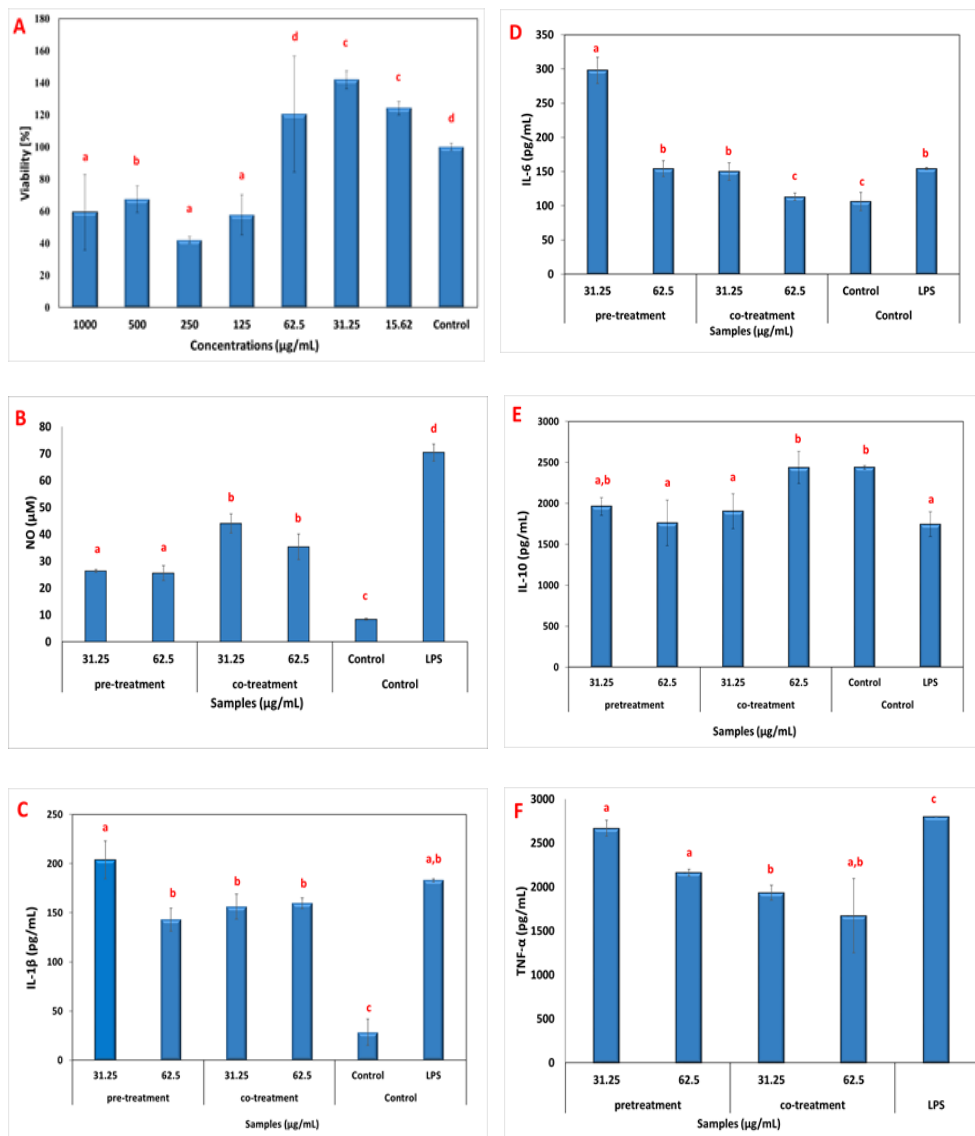 A
180
160
140
120
100
80
60
40
20
0
Viability [%]
a
b
a
a
d
c
c
d
1000 500 250 125 62.5 31.25 15.62 Control
Concentrations (µg/mL)
D
350
300
250
200
150
100
50
0
IL-6 (pg/mL)
a
b
b
c
c
b
31.25 62.5 31.25 62.5 Control LPS
pre-treatment co-treatment Control
Samples (µg/mL)
B
80
70
60
50
40
30
20
10
0
NO (µM)
a
a
b
b
c
d
31.25 62.5 31.25 62.5 Control LPS
pre-treatment co-treatment Control
Samples (µg/mL)
E
3000
2500
2000
1500
1000
500
0
IL-10 (pg/mL)
a,b
a
a
b
b
a
31.25 62.5 31.25 62.5 Control LPS
pretreatment co-treatment Control
Samples (µg/mL)
C
250
200
150
100
50
0
IL-1β (pg/mL)
a
b
b
b
c
a,b
31.25 62.5 31.25 62.5 Control LPS
pre-treatment co-treatment Control
Samples (µg/mL)
F
3000
2500
2000
1500
1000
500
0
TNF-α (pg/mL)
a
a
b
a,b
c
31.25 62.5 31.25 62.5 LPS
pretreatment co-treatment
Samples (µg/mL)